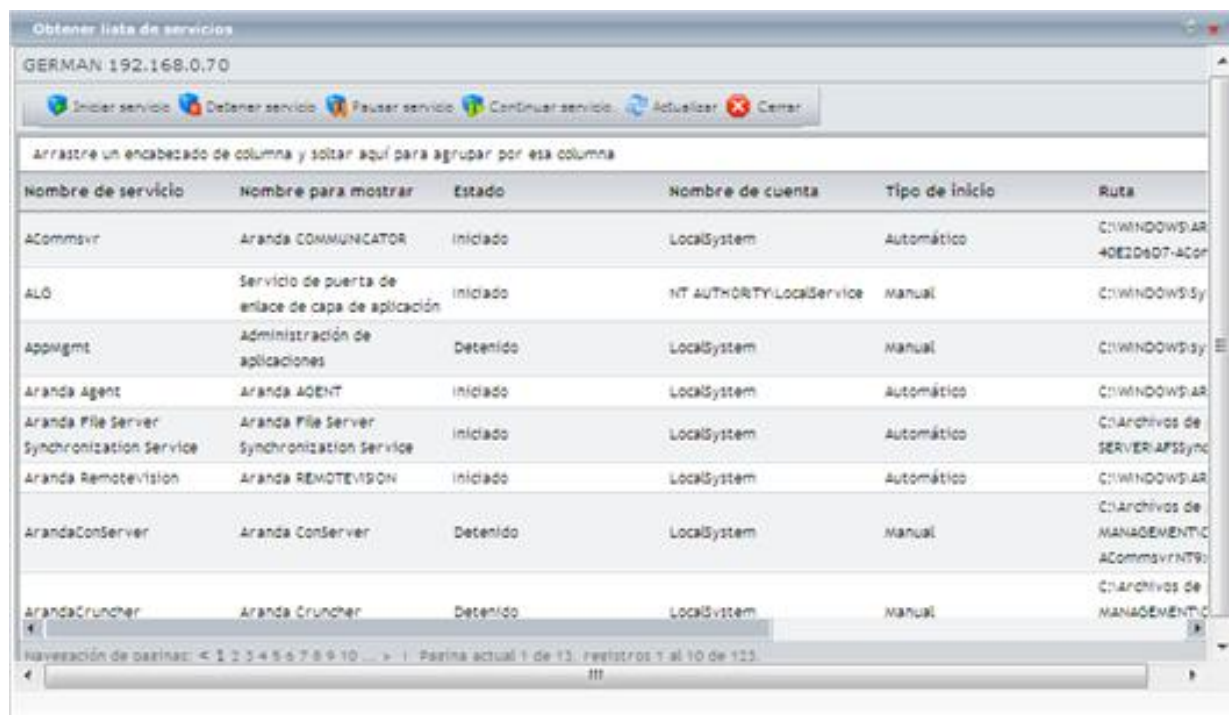 Obtener lista de servicios
GERMAN 192.168.0.70
Iniciar servicio Detener servicio Pausar servicio Continuar servicio Actualizar Cerrar
Arrastre un encabezado de columna y soltar aquí para agrupar por esa columna
Nombre de servicio Nombre para mostrar Estado Nombre de cuenta Tipo de inicio Ruta
ACommsvr Aranda COMMUNICATOR Iniciado LocalSystem Automático C:\WINDOWS\AR
40E2D6D7-ACom
ALG Servicio de puerta de
enlace de capa de aplicación Iniciado NT AUTHORITY\LocalService Manual C:\WINDOWS\Sy
AppMgmt Administración de
aplicaciones Detenido LocalSystem Manual C:\WINDOWS\sy
Aranda Agent Aranda AGENT Iniciado LocalSystem Automático C:\WINDOWS\AR
Aranda File Server Aranda File Server C:\Archivos de
Synchronization Service Synchronization Service Iniciado LocalSystem Automático SERVER\AFSSync
Aranda RemoteVision Aranda REMOTEVISION Iniciado LocalSystem Automático C:\WINDOWS\AR
C:\Archivos de
ArandaConServer Aranda ConServer Detenido LocalSystem Manual MANAGEMENT\C
ACommsvrNT9x
C:\Archivos de
ArandaCruncher Aranda Cruncher Detenido LocalSystem Manual MANAGEMENT\C
Navegación de paginas: < 1 2 3 4 5 6 7 8 9 10 ... > | Pagina actual 1 de 13, registros 1 al 10 de 123.